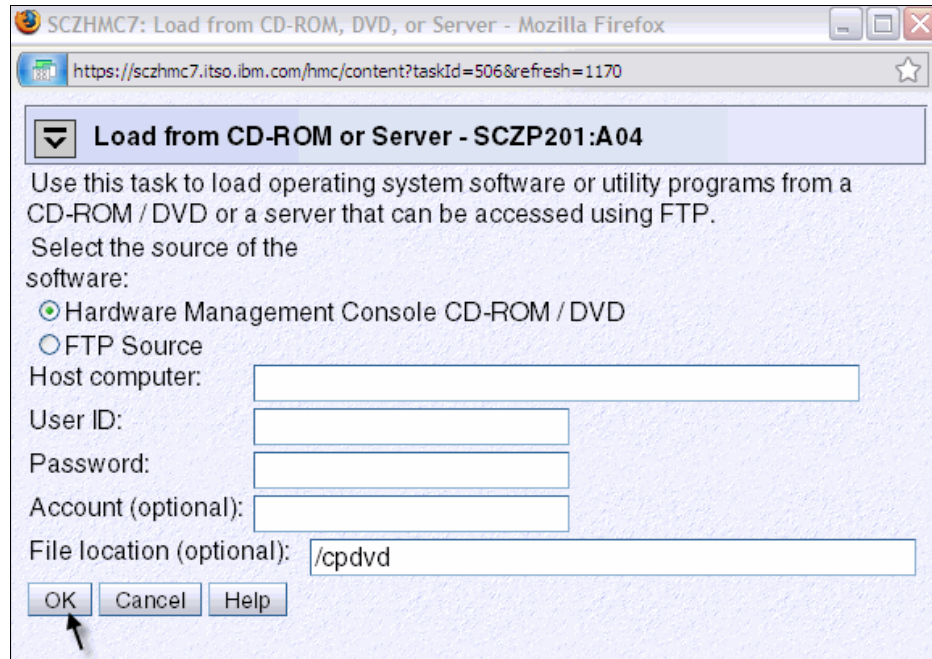 SCZHMC7: Load from CD-ROM, DVD, or Server - Mozilla Firefox
https://sczhmc7.itso.ibm.com/hmc/content?taskId=506&refresh=1170
Load from CD-ROM or Server - SCZP201:A04
Use this task to load operating system software or utility programs from a
CD-ROM / DVD or a server that can be accessed using FTP.
Select the source of the
software:
Hardware Management Console CD-ROM / DVD
FTP Source
Host computer:
User ID:
Password:
Account (optional):
File location (optional): /cpdvd
OK Cancel Help